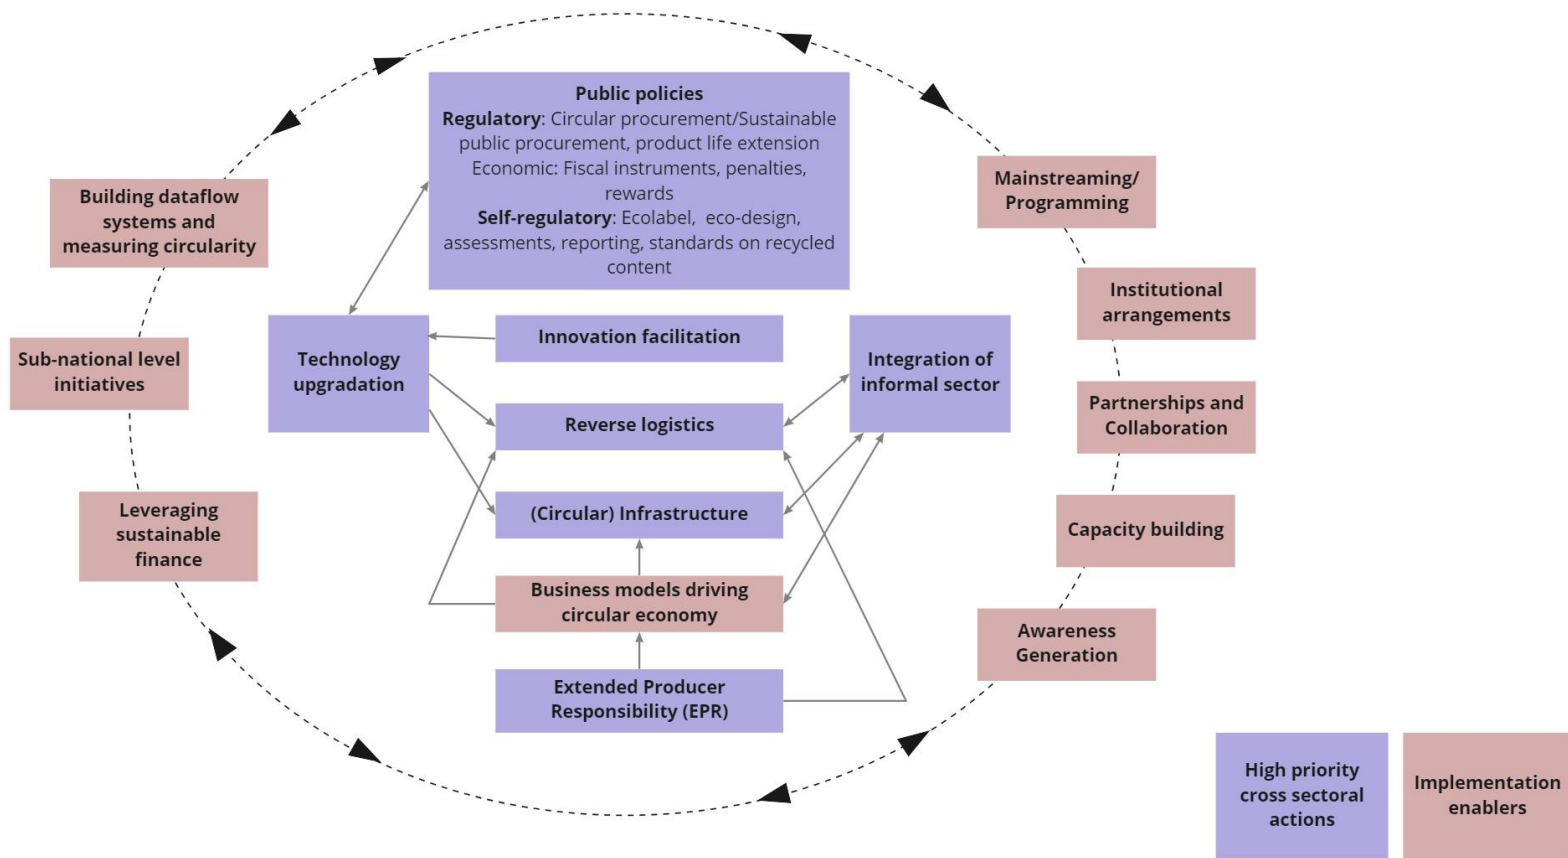 Public policies
Regulatory: Circular procurement/Sustainable
public procurement, product life extension
Economic: Fiscal instruments, penalties,
rewards
Self-regulatory: Ecolabel, eco-design,
assessments, reporting, standards on recycled
content
Building dataflow
systems and
measuring circularity
Sub-national level
initiatives
Leveraging
sustainable
finance
Technology
upgradation
Innovation facilitation
Reverse logistics
(Circular) Infrastructure
Business models driving
circular economy
Extended Producer
Responsibility (EPR)
Integration of
informal sector
Mainstreaming/
Programming
Institutional
arrangements
Partnerships and
Collaboration
Capacity building
Awareness
Generation
High priority
cross sectoral
actions
Implementation
enablers